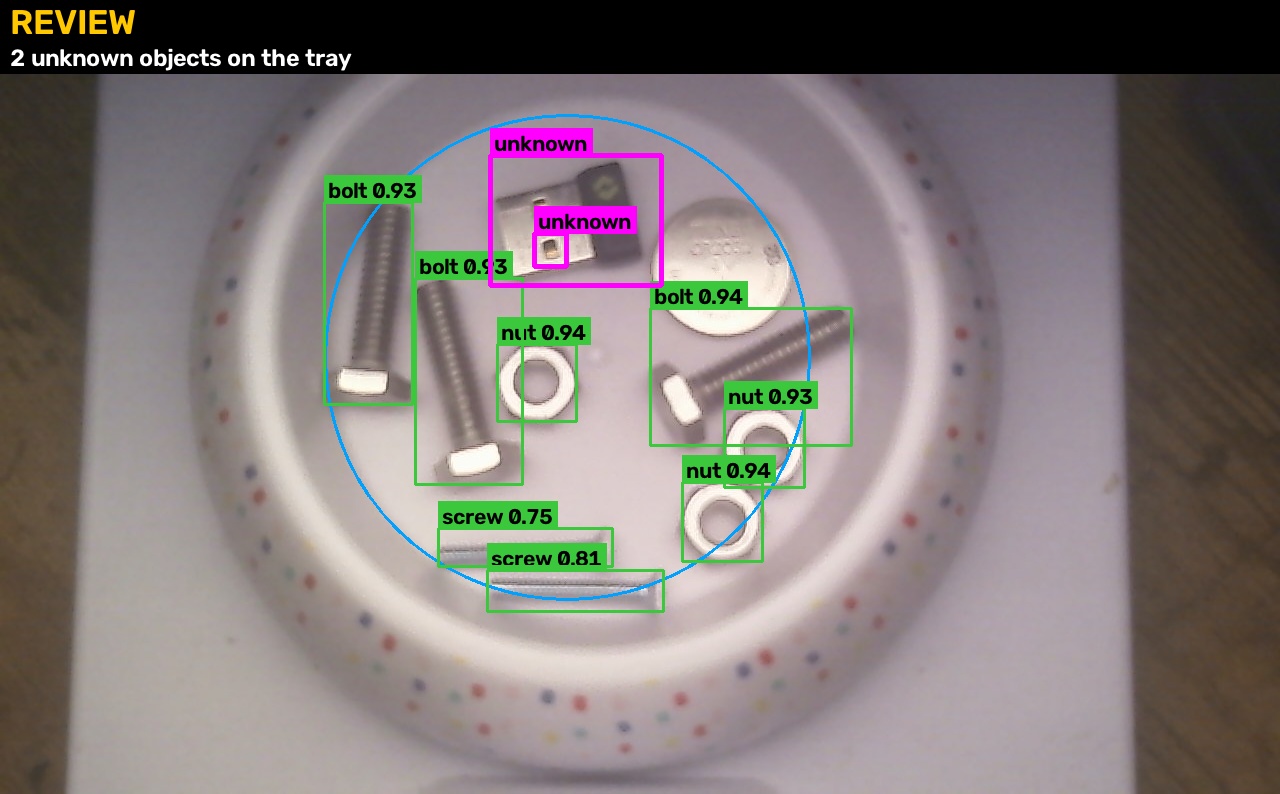 REVIEW
2 unknown objects on the tray
unknown
bolt 0.93
unknown
bolt 0.93
bolt 0.94
nut 0.94
nut 0.93
nut 0.94
screw 0.75
screw 0.81